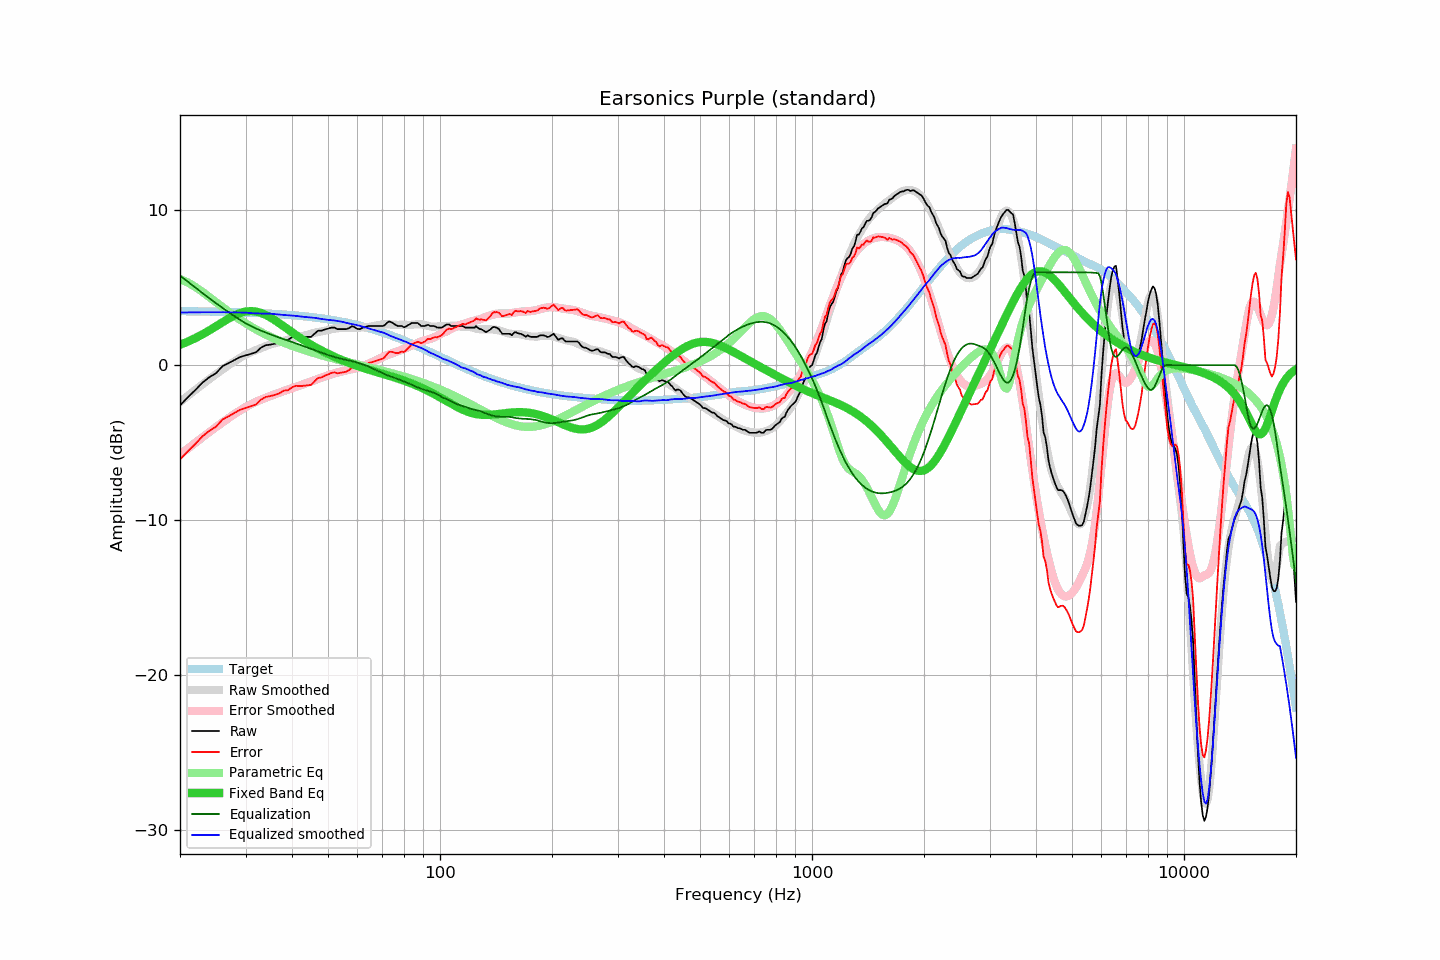 Earsonics Purple (standard)
Amplitude (dBr)
10
0
−10
−20
−30
Target
Raw Smoothed
Error Smoothed
Raw
Error
Parametric Eq
Fixed Band Eq
Equalization
Equalized smoothed
100
1000
10000
Frequency (Hz)